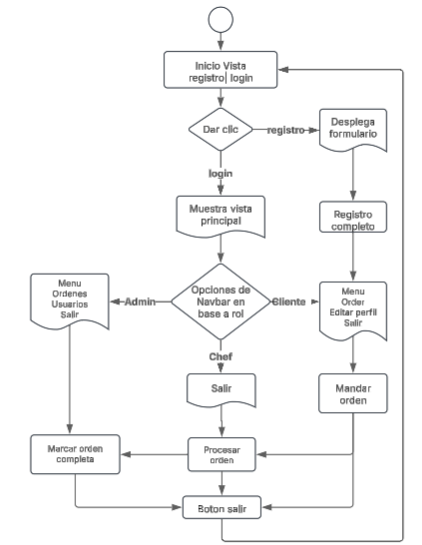 Inicio Vista
registro| login
Dar clic
registro
Desplega
formulario
login
Muestra vista
principal
Registro
completo
Menu
Ordenes
Usuarios
Salir
Admin
Opciones de
Navbar en
base a rol
Cliente
Menu
Order
Editar perfil
Salir
Chef
Salir
Mandar
orden
Marcar orden
completa
Procesar
orden
Boton salir